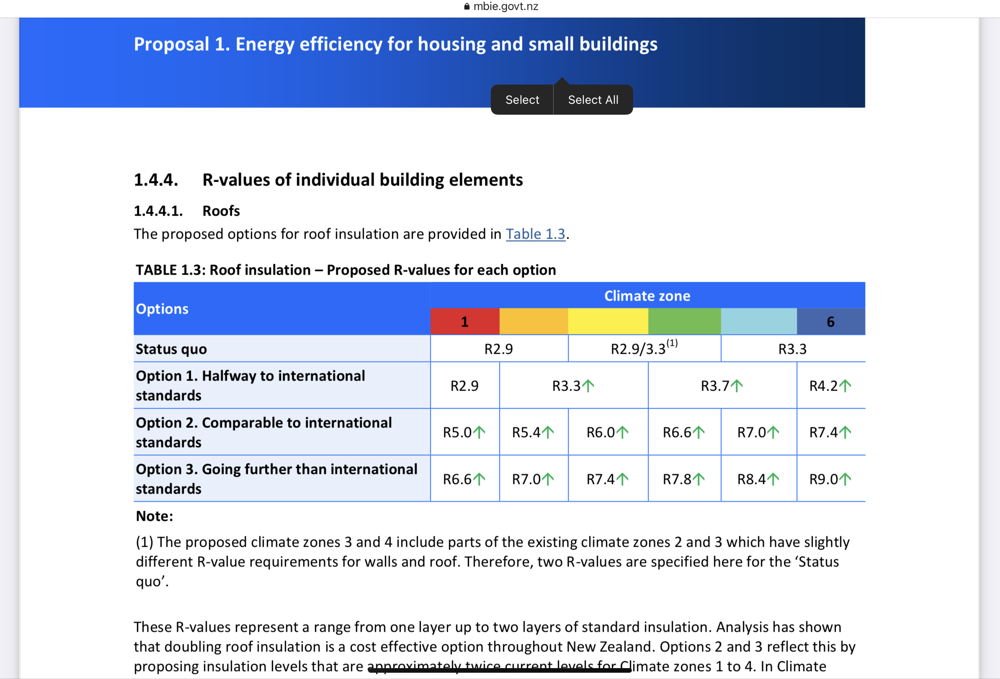 mbie.govt.nz
Proposal 1. Energy efficiency for housing and small buildings
Select Select All
1.4.4. R-values of individual building elements
1.4.4.1. Roofs
The proposed options for roof insulation are provided in Table 1.3.
TABLE 1.3: Roof insulation – Proposed R-values for each option
Options
Climate zone
1 6
Status quo R2.9 R2.9/3.3(1) R3.3
Option 1. Halfway to international
standards
R2.9 R3.3↑ R3.7↑ R4.2↑
Option 2. Comparable to international
standards
R5.0↑ R5.4↑ R6.0↑ R6.6↑ R7.0↑ R7.4↑
Option 3. Going further than international
standards
R6.6↑ R7.0↑ R7.4↑ R7.8↑ R8.4↑ R9.0↑
Note:
(1) The proposed climate zones 3 and 4 include parts of the existing climate zones 2 and 3 which have slightly
different R-value requirements for walls and roof. Therefore, two R-values are specified here for the ‘Status
quo’.
These R-values represent a range from one layer up to two layers of standard insulation. Analysis has shown
that doubling roof insulation is a cost effective option throughout New Zealand. Options 2 and 3 reflect this by
proposing insulation levels that are approximately twice current levels for Climate zones 1 to 4. In Climate